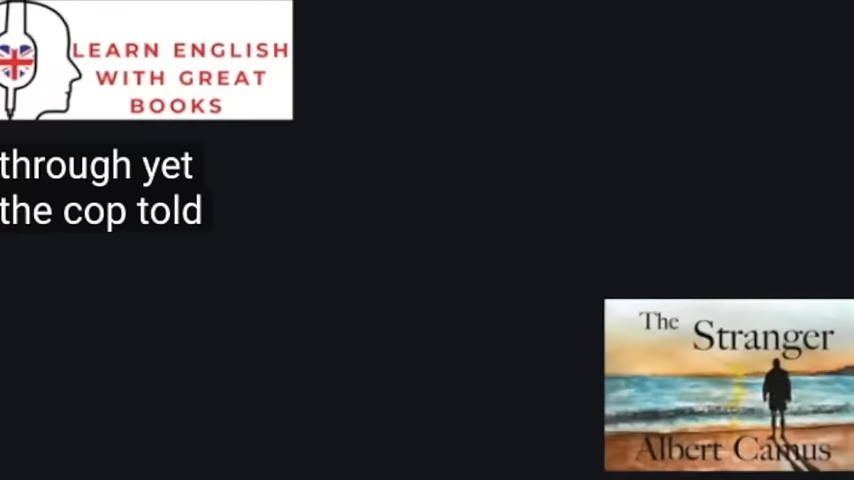 LEARN ENGLISH
WITH GREAT
BOOKS
through yet
the cop told
The Stranger
Albert Camus